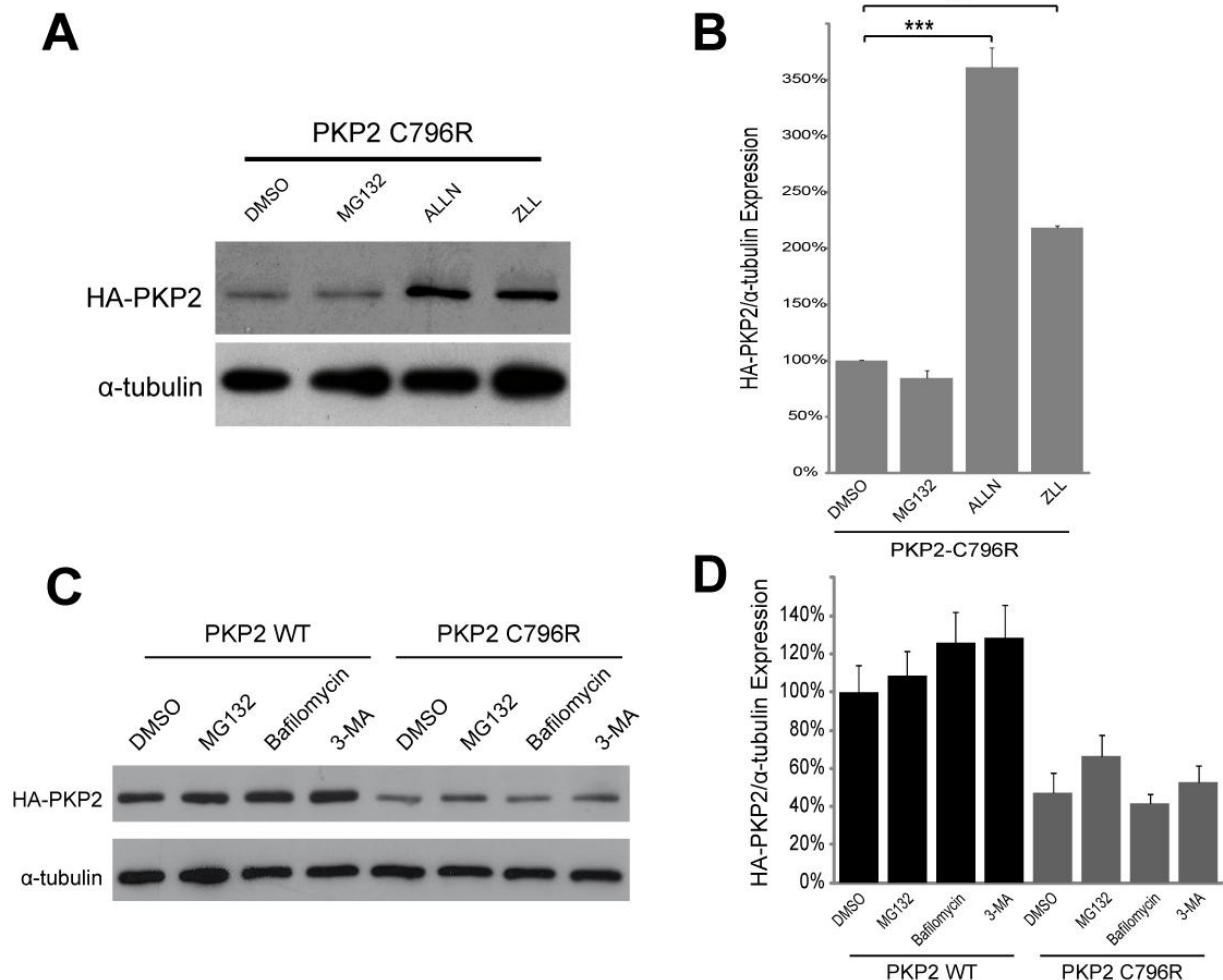 A
PKP2 C796R
DMSO
MG132
ALLN
ZLL
HA-PKP2
α-tubulin
B
***
HA-PKP2/α-tubulin Expression
350%
300%
250%
200%
150%
100%
50%
0%
DMSO
MG132
ALLN
ZLL
PKP2-C796R
C
PKP2 WT
PKP2 C796R
DMSO
MG132
Bafilomycin
3-MA
DMSO
MG132
Bafilomycin
3-MA
HA-PKP2
α-tubulin
D
HA-PKP2/α-tubulin Expression
140%
120%
100%
80%
60%
40%
20%
0%
DMSO
MG132
Bafilomycin
3-MA
DMSO
MG132
Bafilomycin
3-MA
PKP2 WT
PKP2 C796R